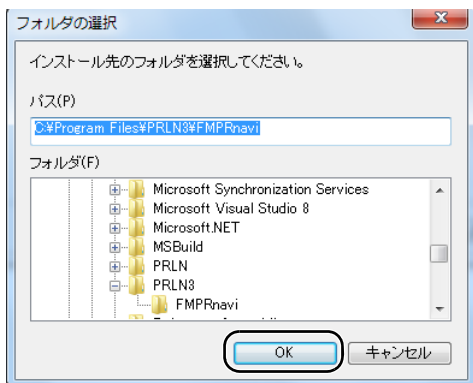 フォルダの選択
インストール先のフォルダを選択してください。
パス(P)
C:¥Program Files¥PRLN3¥FMPRnavi
フォルダ(F)
Microsoft Synchronization Services
Microsoft Visual Studio 8
Microsoft.NET
MSBuild
PRLN
PRLN3
FMPRnavi
OK キャンセル